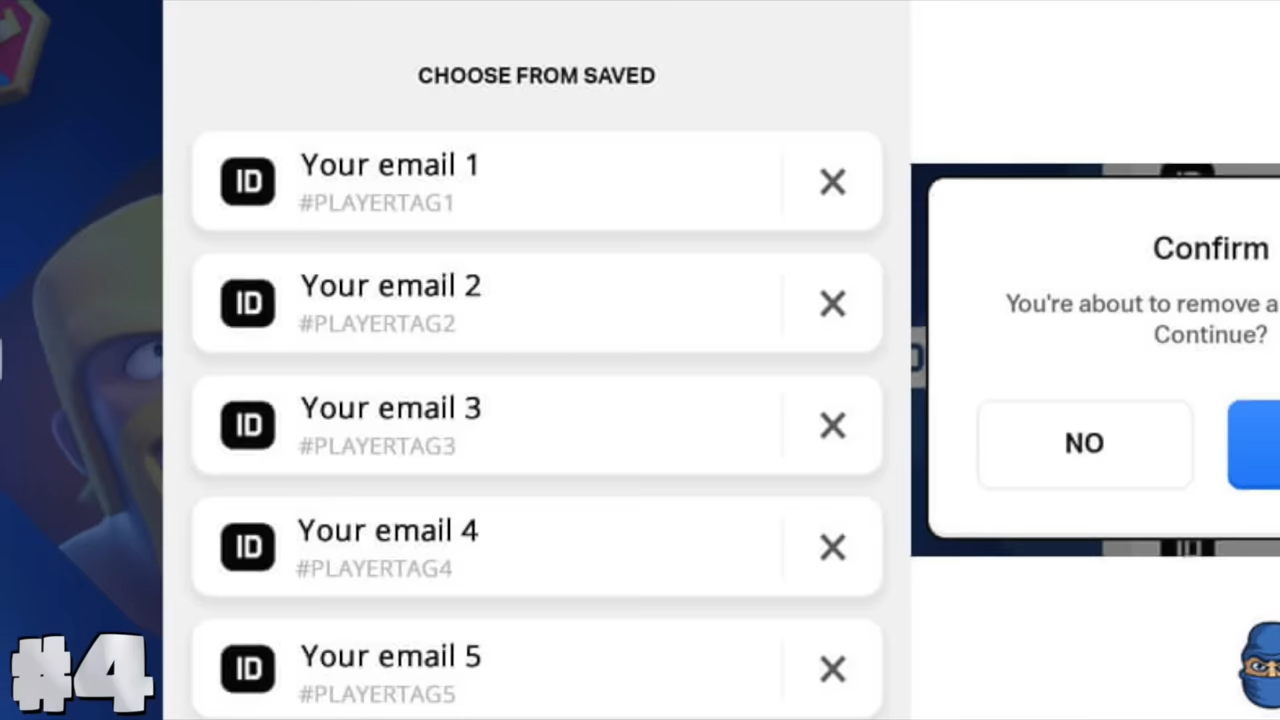 CHOOSE FROM SAVED
ID
Your email 1
#PLAYERTAG1
ID
Your email 2
#PLAYERTAG2
ID
Your email 3
#PLAYERTAG3
ID
Your email 4
#PLAYERTAG4
ID
Your email 5
#PLAYERTAG5
Confirm
You're about to remove a
Continue?
NO
#4